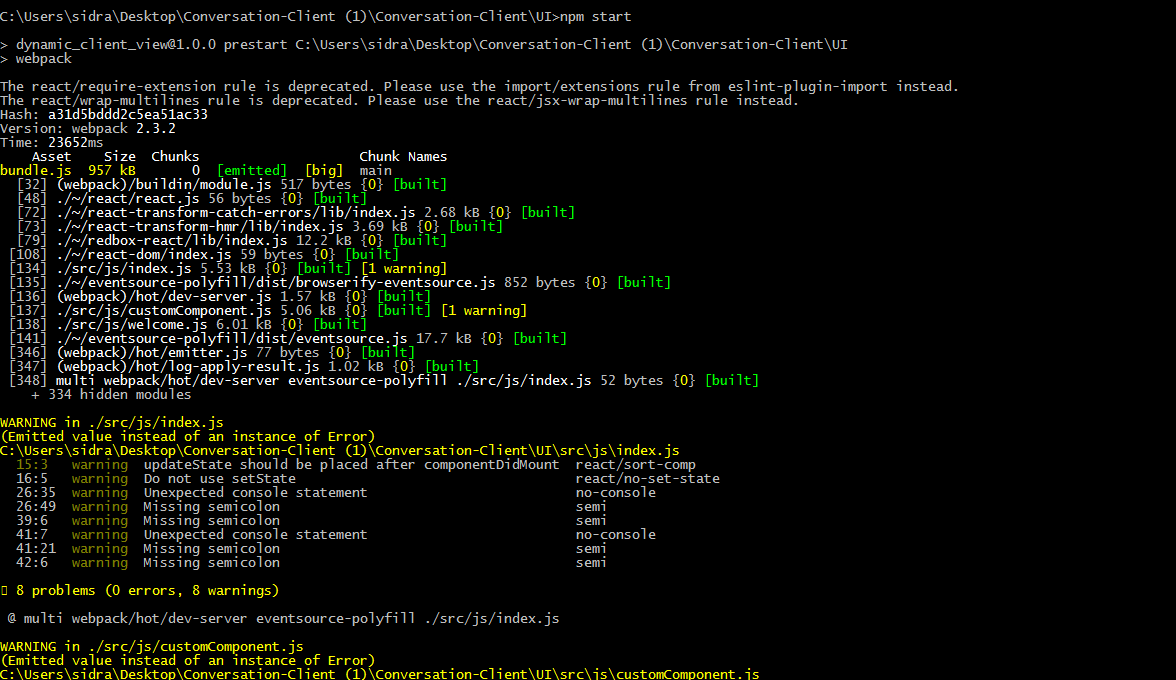 C:\Users\sidra\Desktop\Conversation-Client (1)\Conversation-Client\UI>npm start
> dynamic_client_view@1.0.0 prestart C:\Users\sidra\Desktop\Conversation-Client (1)\Conversation-Client\UI
> webpack
The react/require-extension rule is deprecated. Please use the import/extensions rule from eslint-plugin-import instead.
The react/wrap-multilines rule is deprecated. Please use the react/jsx-wrap-multilines rule instead.
Hash: a31d5bddd2c5ea51ac33
Version: webpack 2.3.2
Time: 23652ms
Asset Size Chunks Chunk Names
bundle.js 957 kB 0 [emitted] [big] main
[32] (webpack)/buildin/module.js 517 bytes {0} [built]
[48] ./~/react/react.js 56 bytes {0} [built]
[72] ./~/react-transform-catch-errors/lib/index.js 2.68 kB {0} [built]
[73] ./~/react-transform-hmr/lib/index.js 3.69 kB {0} [built]
[79] ./~/redbox-react/lib/index.js 12.2 kB {0} [built]
[108] ./~/react-dom/index.js 59 bytes {0} [built]
[134] ./src/js/index.js 5.53 kB {0} [built] [1 warning]
[135] ./~/eventsource-polyfill/dist/browserify-eventsource.js 852 bytes {0} [built]
[136] (webpack)/hot/dev-server.js 1.57 kB {0} [built]
[137] ./src/js/customComponent.js 5.06 kB {0} [built] [1 warning]
[138] ./src/js/welcome.js 6.01 kB {0} [built]
[141] ./~/eventsource-polyfill/dist/eventsource.js 17.7 kB {0} [built]
[346] (webpack)/hot/emitter.js 77 bytes {0} [built]
[347] (webpack)/hot/log-apply-result.js 1.02 kB {0} [built]
[348] multi webpack/hot/dev-server eventsource-polyfill ./src/js/index.js 52 bytes {0} [built]
+ 334 hidden modules
WARNING in ./src/js/index.js
(Emitted value instead of an instance of Error)
C:\Users\sidra\Desktop\Conversation-Client (1)\Conversation-Client\UI\src\js\index.js
15:3 warning updateState should be placed after componentDidMount react/sort-comp
16:5 warning Do not use setState react/no-set-state
26:35 warning Unexpected console statement no-console
26:49 warning Missing semicolon semi
39:6 warning Missing semicolon semi
41:7 warning Unexpected console statement no-console
41:21 warning Missing semicolon semi
42:6 warning Missing semicolon semi
8 problems (0 errors, 8 warnings)
@ multi webpack/hot/dev-server eventsource-polyfill ./src/js/index.js
WARNING in ./src/js/customComponent.js
(Emitted value instead of an instance of Error)
C:\Users\sidra\Desktop\Conversation-Client (1)\Conversation-Client\UI\src\js\customComponent.js